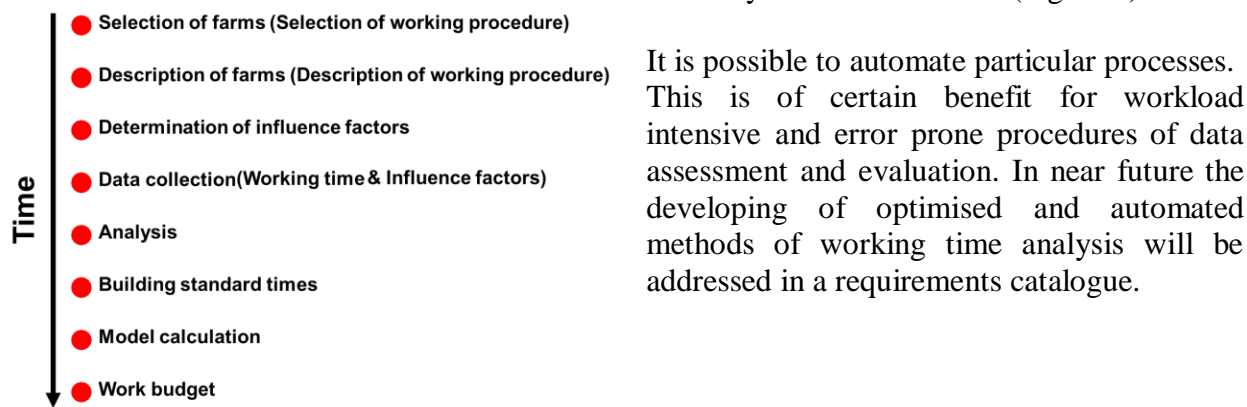 Time
Selection of farms (Selection of working procedure)
Description of farms (Description of working procedure)
Determination of influence factors
Data collection(Working time & Influence factors)
Analysis
Building standard times
Model calculation
Work budget
It is possible to automate particular processes.
This is of certain benefit for workload
intensive and error prone procedures of data
assessment and evaluation. In near future the
developing of optimised and automated
methods of working time analysis will be
addressed in a requirements catalogue.